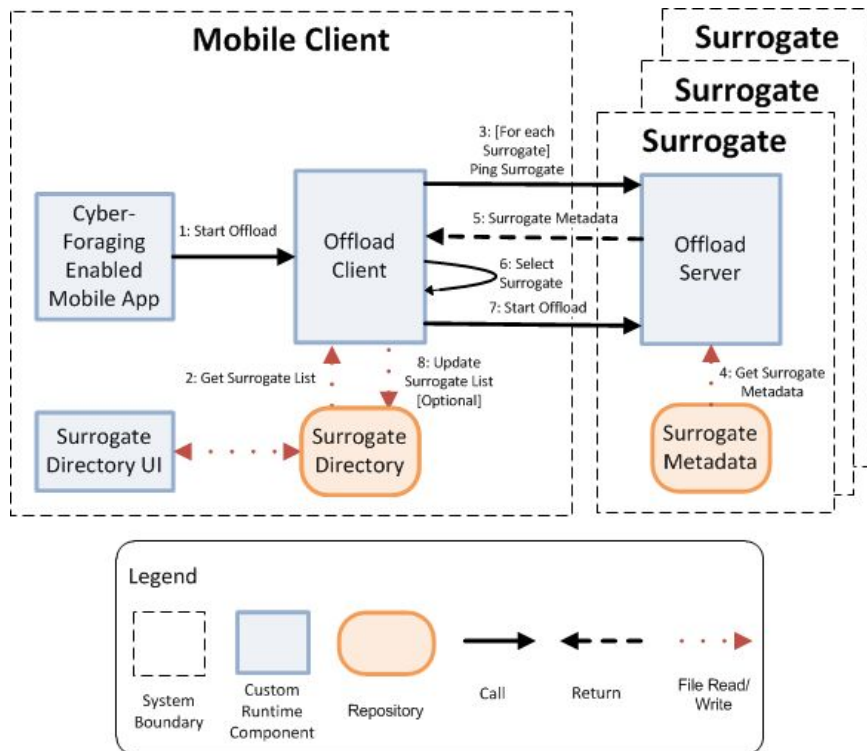 Mobile Client
Surrogate
Surrogate
Surrogate
3: [For each
Surrogate]
Ping Surrogate
Cyber-
Foraging
Enabled
Mobile App
1: Start Offload
Offload
Client
5: Surrogate Metadata
6: Select
Surrogate
7: Start Offload
Offload
Server
2: Get Surrogate List
8: Update
Surrogate List
[Optional]
4: Get Surrogate
Metadata
Surrogate
Directory UI
Surrogate
Directory
Surrogate
Metadata
Legend
System
Boundary
Custom
Runtime
Component
Repository
Call
Return
File Read/
Write